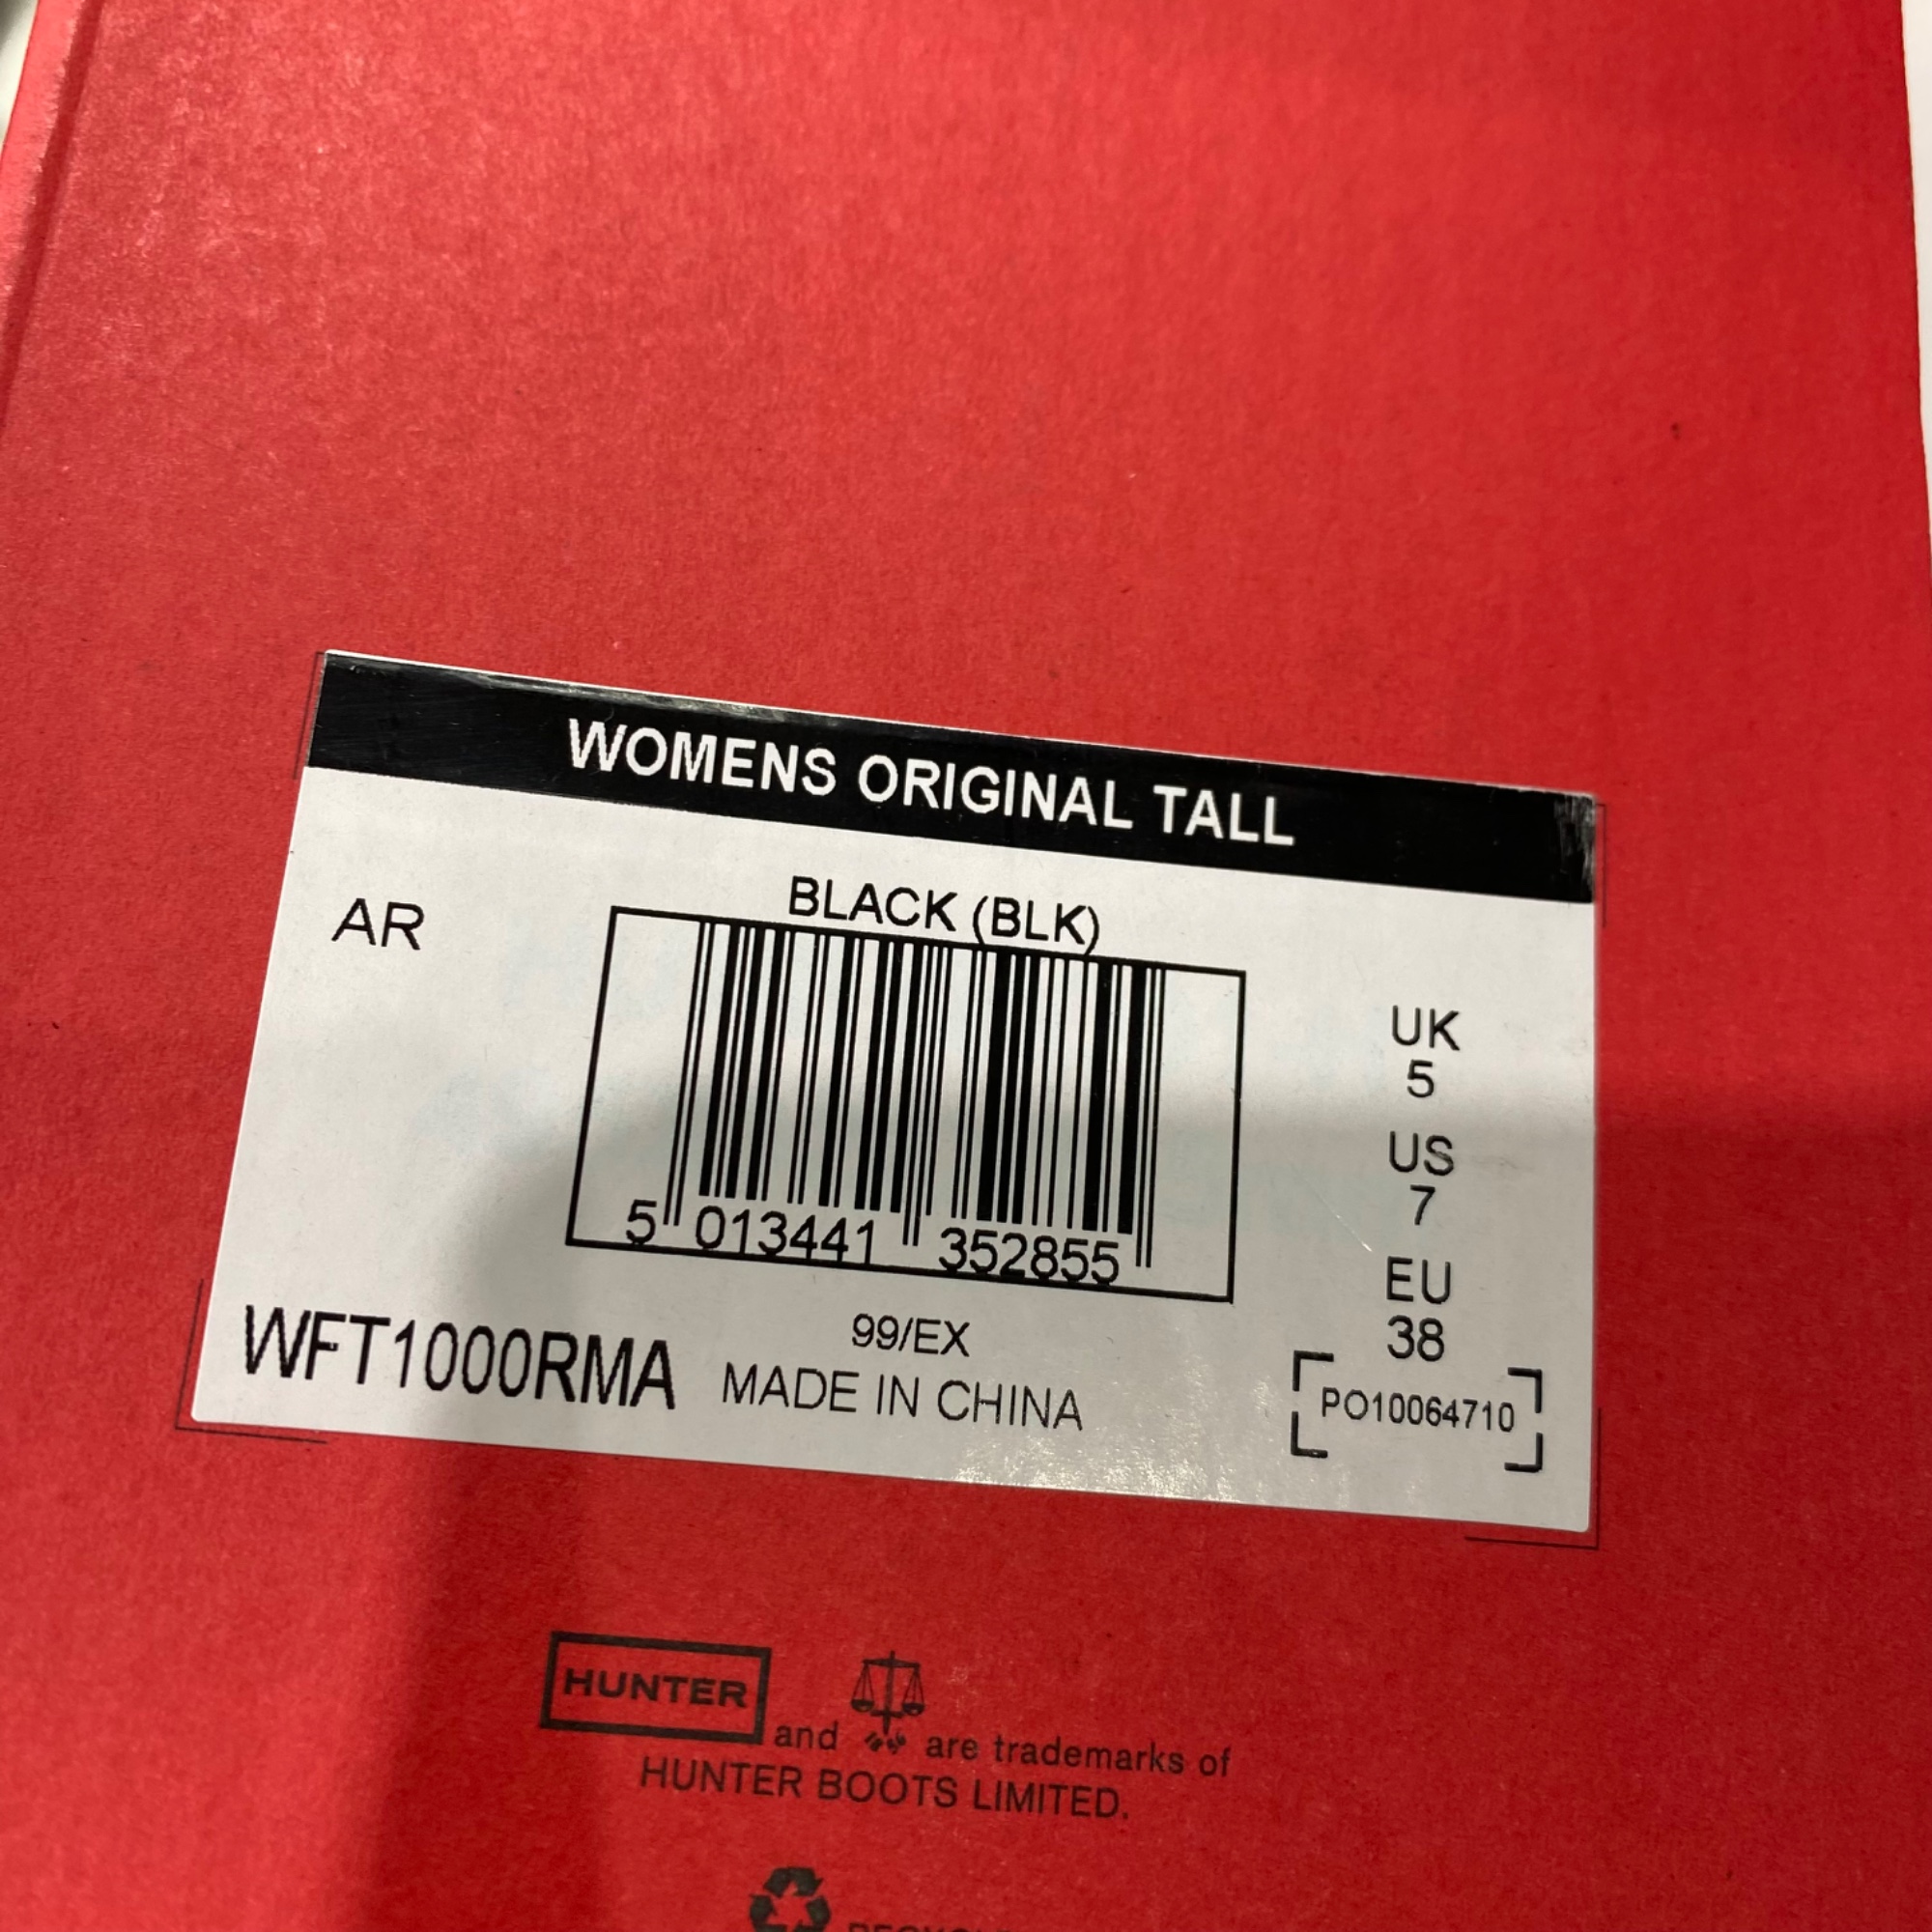 WOMENS ORIGINAL TALL
BLACK (BLK)
AR
5 013441 352855
UK
5
US
7
EU
38
WFT1000RMA
99/EX
MADE IN CHINA
PO10064710
HUNTER and are trademarks of
HUNTER BOOTS LIMITED.